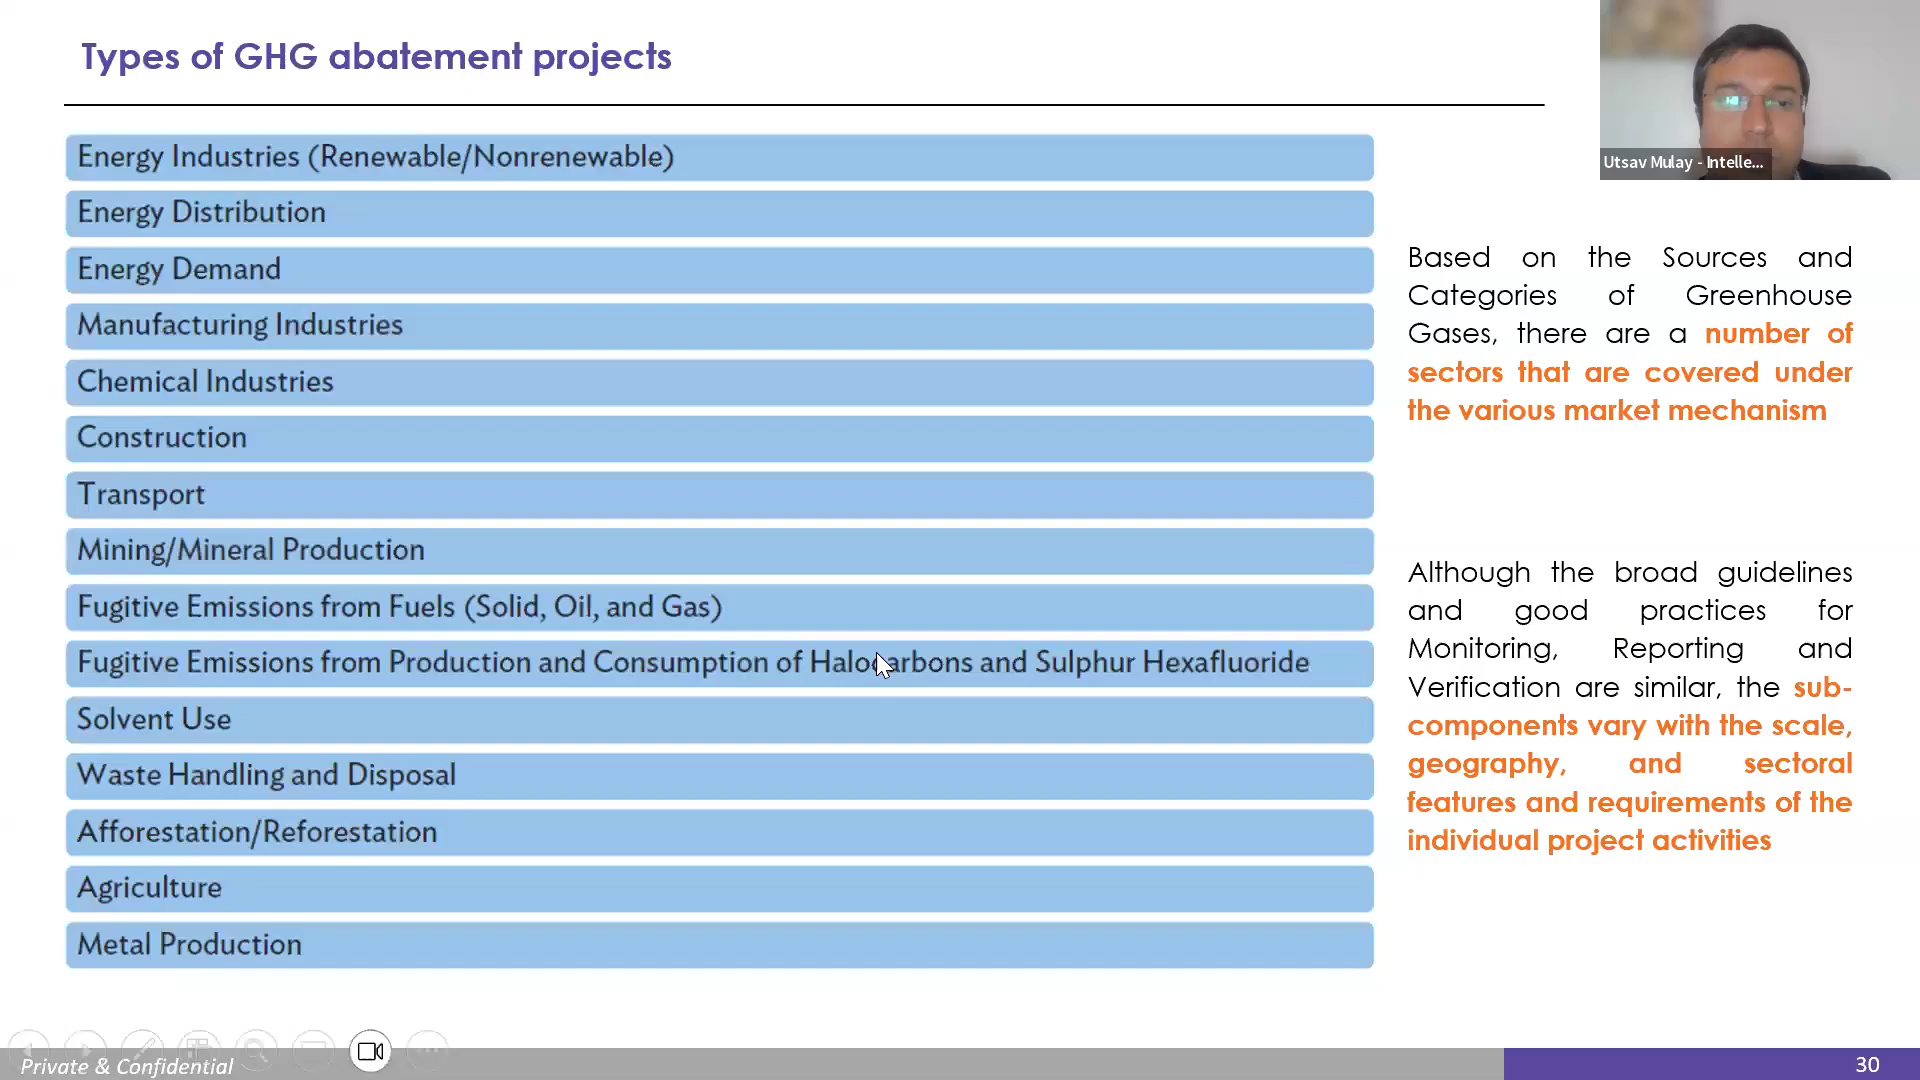 Types of GHG abatement projects
Utsav Mulay - Intelle...
Energy Industries (Renewable/Nonrenewable)
Energy Distribution
Energy Demand
Manufacturing Industries
Chemical Industries
Construction
Transport
Mining/Mineral Production
Fugitive Emissions from Fuels (Solid, Oil, and Gas)
Fugitive Emissions from Production and Consumption of Halocarbons and Sulphur Hexafluoride
Solvent Use
Waste Handling and Disposal
Afforestation/Reforestation
Agriculture
Metal Production
Based on the Sources and
Categories of Greenhouse
Gases, there are a number of
sectors that are covered under
the various market mechanism
Although the broad guidelines
and good practices for
Monitoring, Reporting and
Verification are similar, the sub-
components vary with the scale,
geography, and sectoral
features and requirements of the
individual project activities
Private & Confidential
30